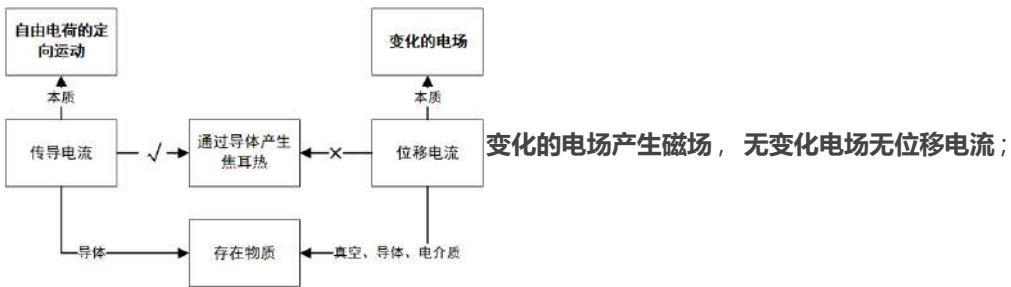 自由电荷的定
向运动
变化的电场
本质
本质
传导电流
√
通过导体产生
焦耳热
×
位移电流
变化的电场产生磁场，无变化电场无位移电流；
导体
存在物质
真空、导体、电介质